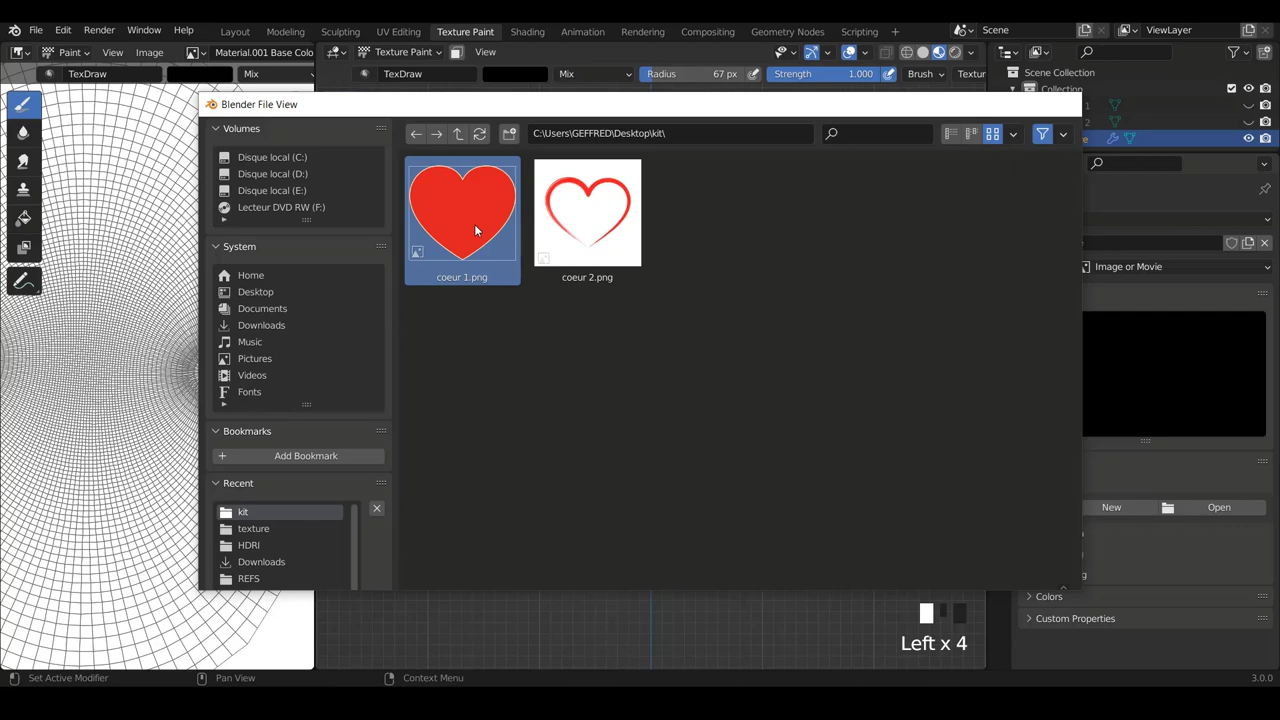 File Edit Render Window Help Layout Modeling Sculpting UV Editing Texture Paint Shading Animation Rendering Compositing Geometry Nodes Scripting Scene ViewLayer
Paint View Image Material.001 Base Colo Texture Paint View
TexDraw Mix TexDraw Mix Radius 67 px Strength 1.000 Brush Textur
Scene Collection
Collection
1
2
Blender File View
Volumes
Disque local (C:)
Disque local (D:)
Disque local (E:)
Lecteur DVD RW (F:)
System
Home
Desktop
Documents
Downloads
Music
Pictures
Videos
Fonts
Bookmarks
Add Bookmark
Recent
kit
texture
HDRI
Downloads
REFS
C:\Users\GEFFRED\Desktop\kit\
coeur 1.png
coeur 2.png
Image or Movie
New Open
Colors
Custom Properties
Left x 4
Set Active Modifier Pan View Context Menu 3.0.0